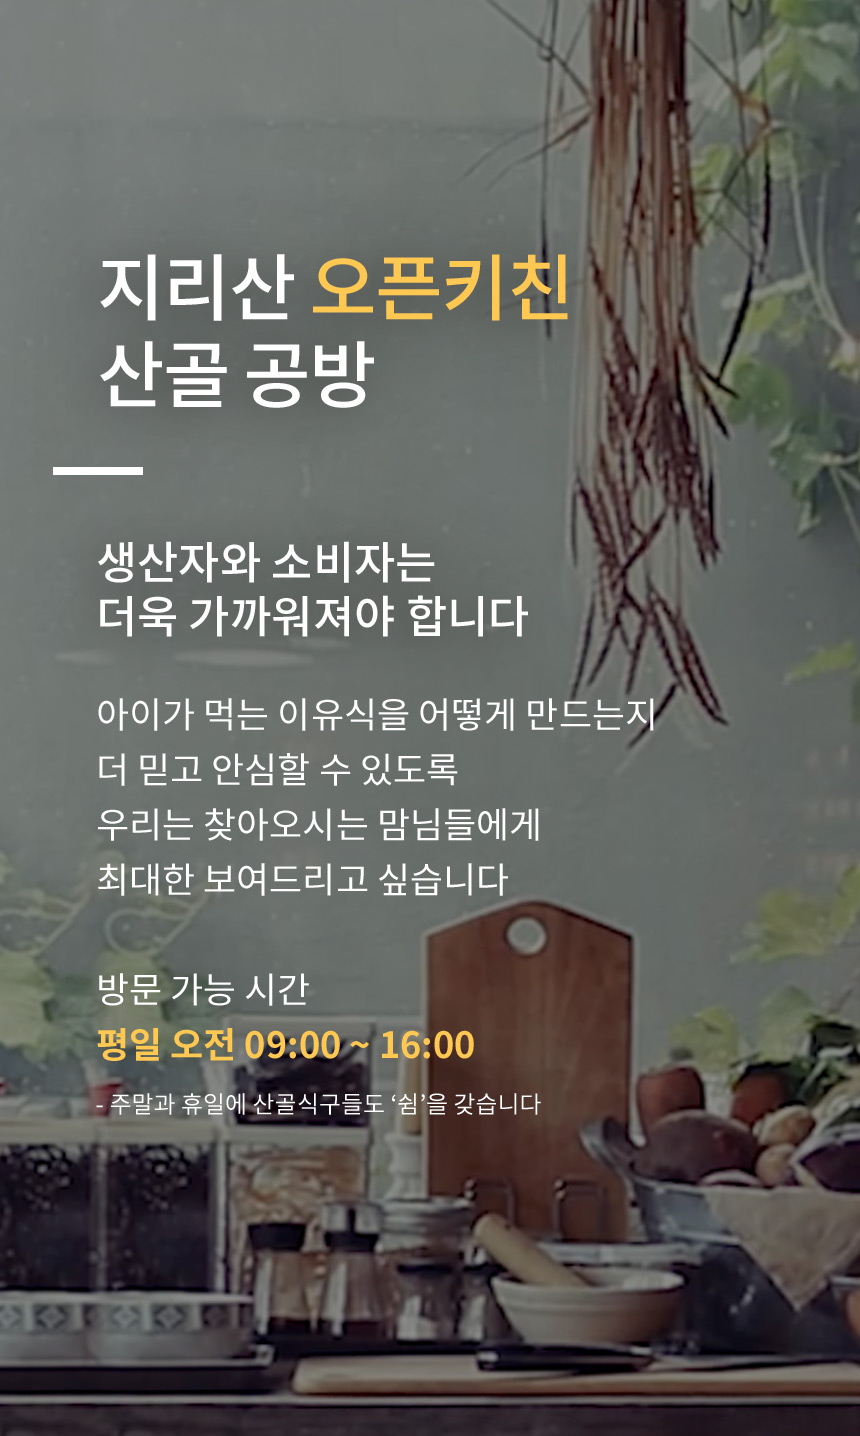 지리산 오픈키친
산골 공방
생산자와 소비자는
더욱 가까워져야 합니다
아이가 먹는 이유식을 어떻게 만드는지
더 믿고 안심할 수 있도록
우리는 찾아오시는 맘님들에게
최대한 보여드리고 싶습니다
방문 가능 시간
평일 오전 09:00 ~ 16:00
- 주말과 휴일에 산골식구들도 ‘쉼’을 갖습니다